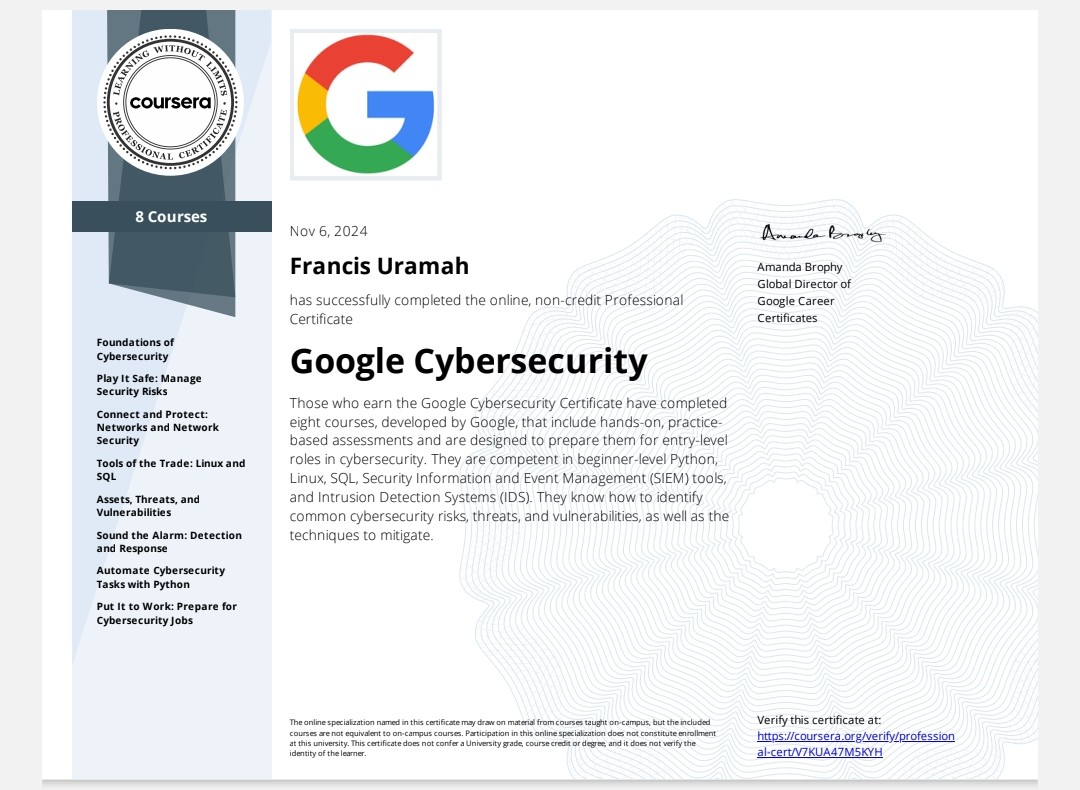 LEARNING WITHOUT LIMITS
coursera
PROFESSIONAL CERTIFICATE
8 Courses
Foundations of
Cybersecurity
Play It Safe: Manage
Security Risks
Connect and Protect:
Networks and Network
Security
Tools of the Trade: Linux and
SQL
Assets, Threats, and
Vulnerabilities
Sound the Alarm: Detection
and Response
Automate Cybersecurity
Tasks with Python
Put It to Work: Prepare for
Cybersecurity Jobs
G
Nov 6, 2024
Francis Uramah
has successfully completed the online, non-credit Professional
Certificate
Google Cybersecurity
Those who earn the Google Cybersecurity Certificate have completed
eight courses, developed by Google, that include hands-on, practice-
based assessments and are designed to prepare them for entry-level
roles in cybersecurity. They are competent in beginner-level Python,
Linux, SQL, Security Information and Event Management (SIEM) tools,
and Intrusion Detection Systems (IDS). They know how to identify
common cybersecurity risks, threats, and vulnerabilities, as well as the
techniques to mitigate.
Amanda Brophy
Amanda Brophy
Global Director of
Google Career
Certificates
The online specialization named in this certificate may draw on material from courses taught on-campus, but the included
courses are not equivalent to on-campus courses. Participation in this online specialization does not constitute enrollment
at this university. This certificate does not confer a University grade, course credit or degree, and it does not verify the
identity of the learner.
Verify this certificate at:
https://coursera.org/verify/profession
al-cert/V7KUA47M5KYH